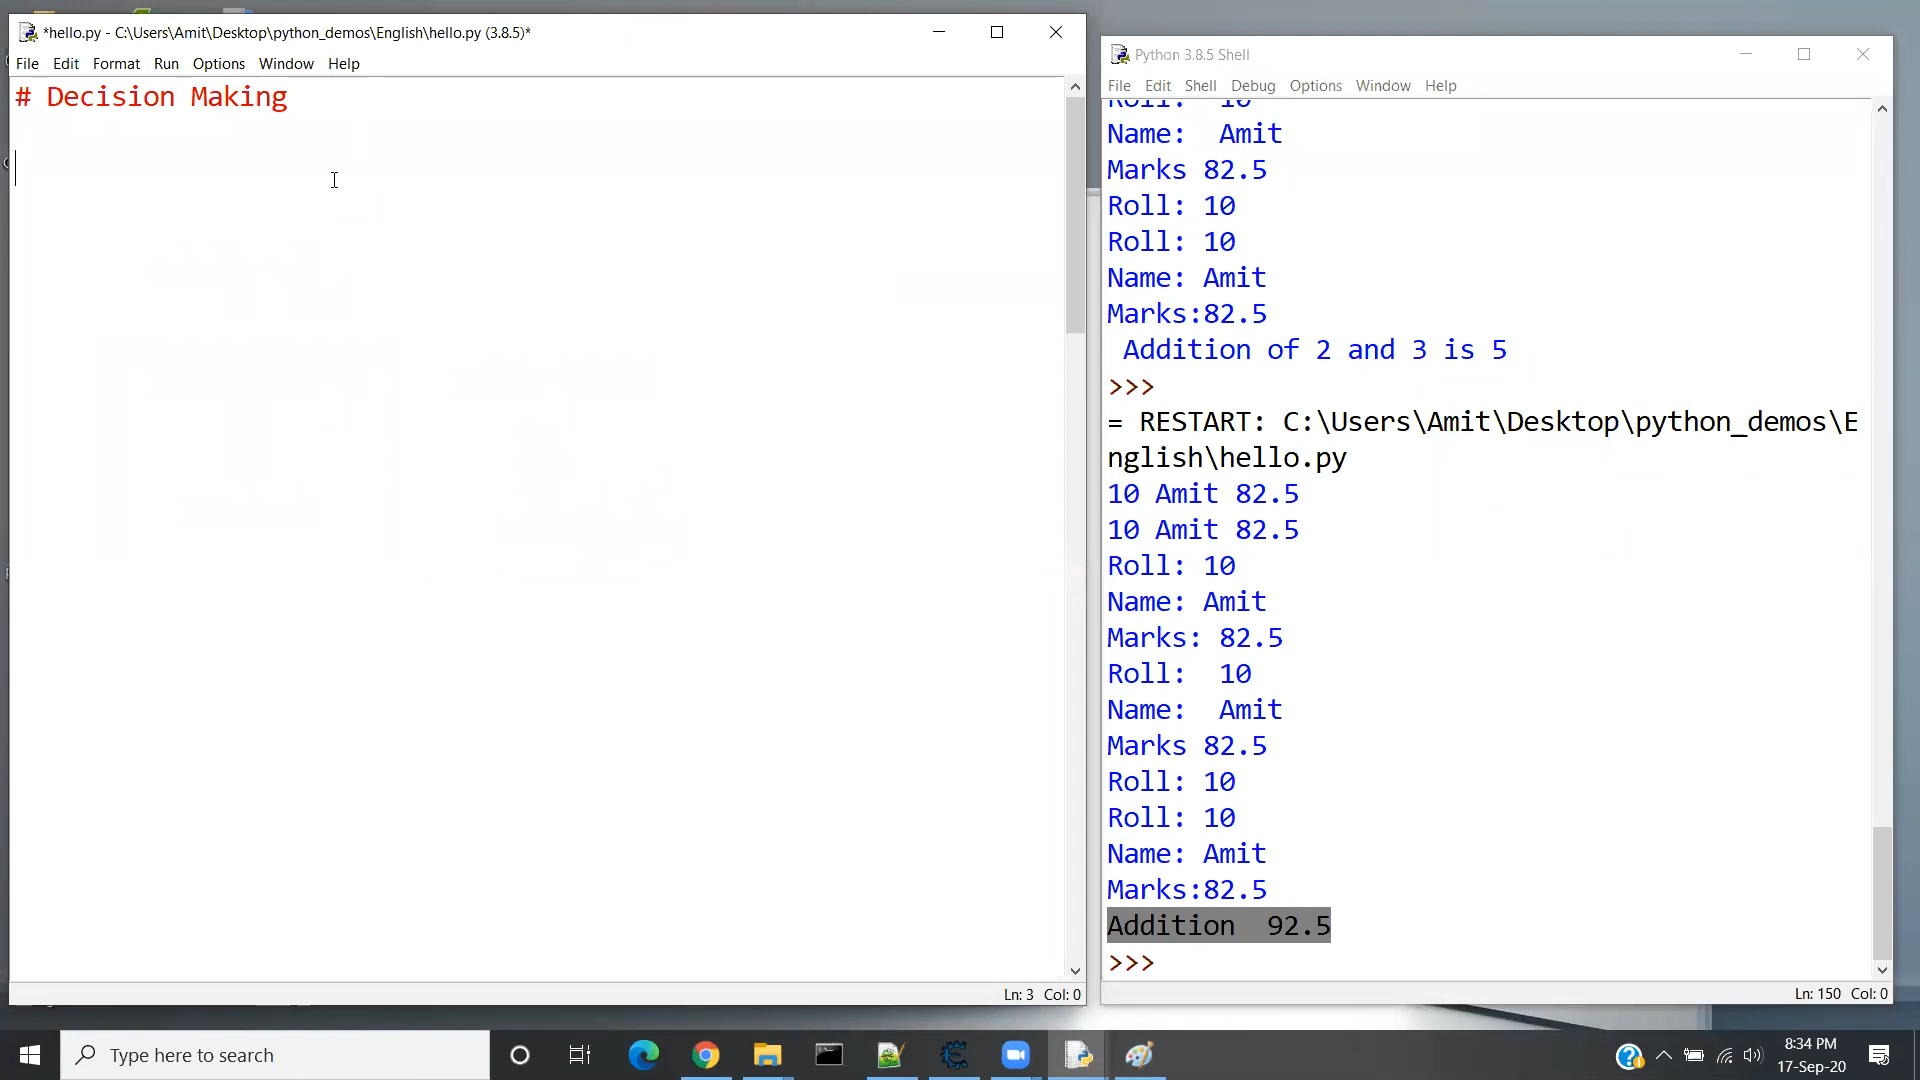 *hello.py - C:\Users\Amit\Desktop\python_demos\English\hello.py (3.8.5)*
File Edit Format Run Options Window Help
# Decision Making
Ln: 3 Col: 0
Python 3.8.5 Shell
File Edit Shell Debug Options Window Help
Roll:  10
Name:  Amit
Marks 82.5
Roll: 10
Roll: 10
Name: Amit
Marks:82.5
 Addition of 2 and 3 is 5
>>>
= RESTART: C:\Users\Amit\Desktop\python_demos\E
nglish\hello.py
10 Amit 82.5
10 Amit 82.5
Roll: 10
Name: Amit
Marks: 82.5
Roll:  10
Name:  Amit
Marks 82.5
Roll: 10
Roll: 10
Name: Amit
Marks:82.5
Addition  92.5
>>>
Ln: 150 Col: 0
Type here to search
8:34 PM
17-Sep-20